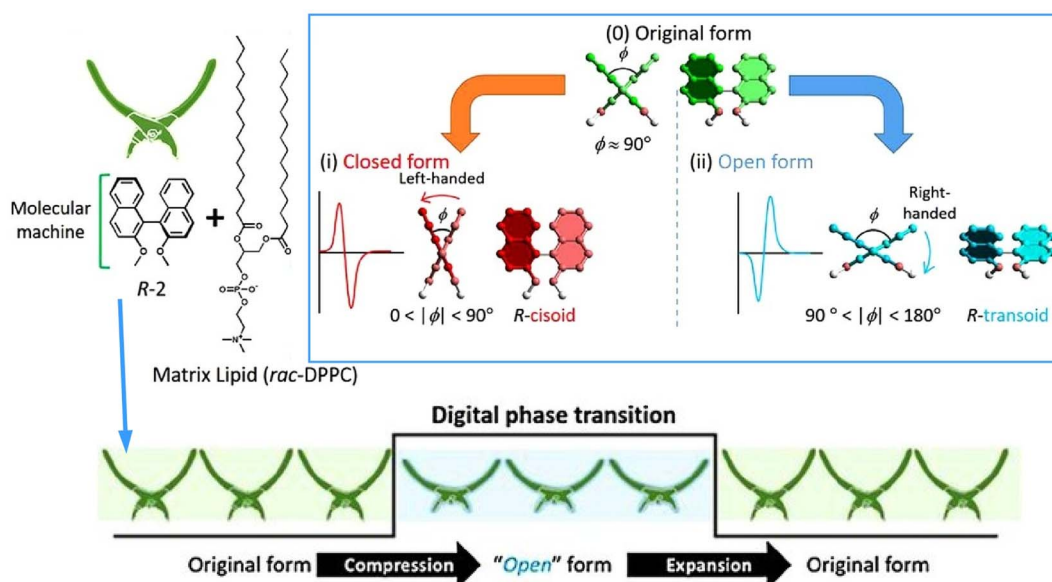 (0) Original form
ϕ
ϕ ≈ 90°
(i) Closed form
Left-handed
ϕ
0 < |ϕ| < 90°
R-cisoid
(ii) Open form
Right-
handed
ϕ
90 ° < |ϕ| < 180°
R-transoid
Molecular
machine
O
O
R-2
+
O
O
O
O
O
O=P-O⁻
O
N⁺
Matrix Lipid (rac-DPPC)
Digital phase transition
Original form
Compression
"Open" form
Expansion
Original form